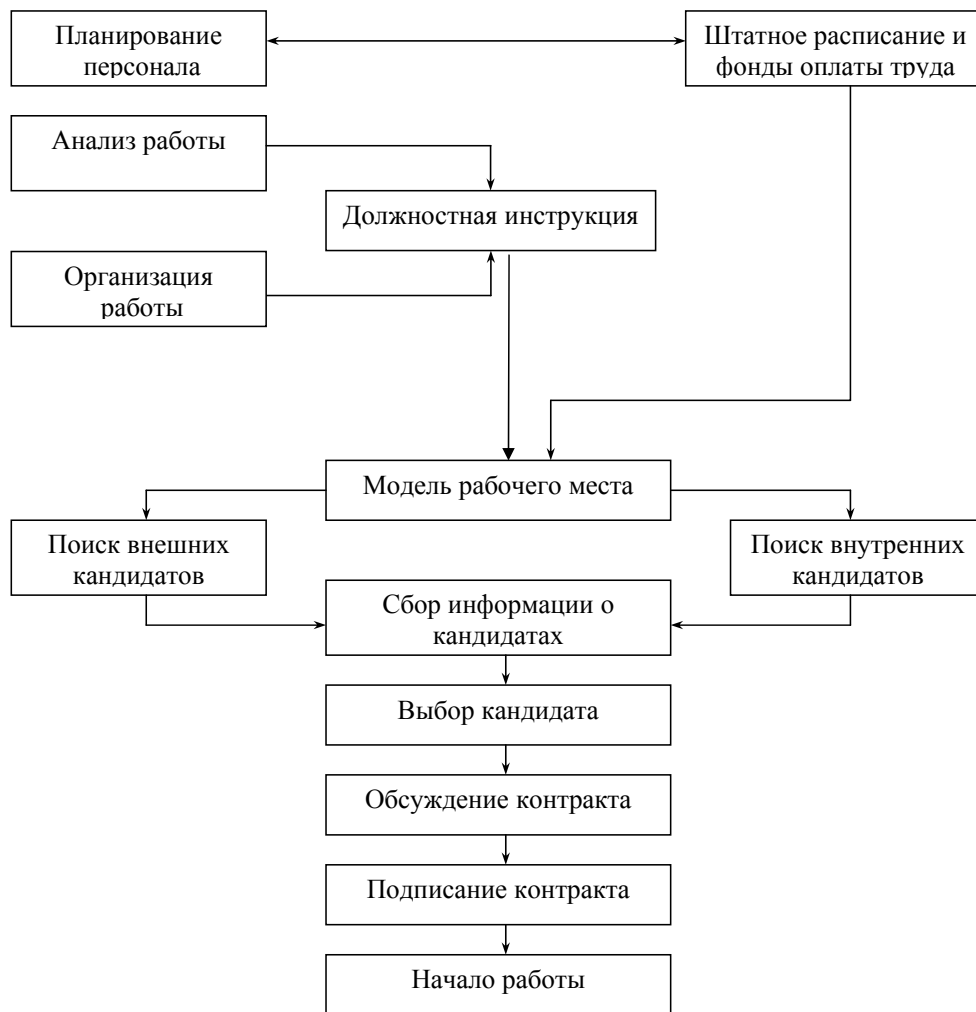 Планирование
персонала
Штатное расписание и
фонды оплаты труда
Анализ работы
Должностная инструкция
Организация
работы
Модель рабочего места
Поиск внешних
кандидатов
Поиск внутренних
кандидатов
Сбор информации о
кандидатах
Выбор кандидата
Обсуждение контракта
Подписание контракта
Начало работы